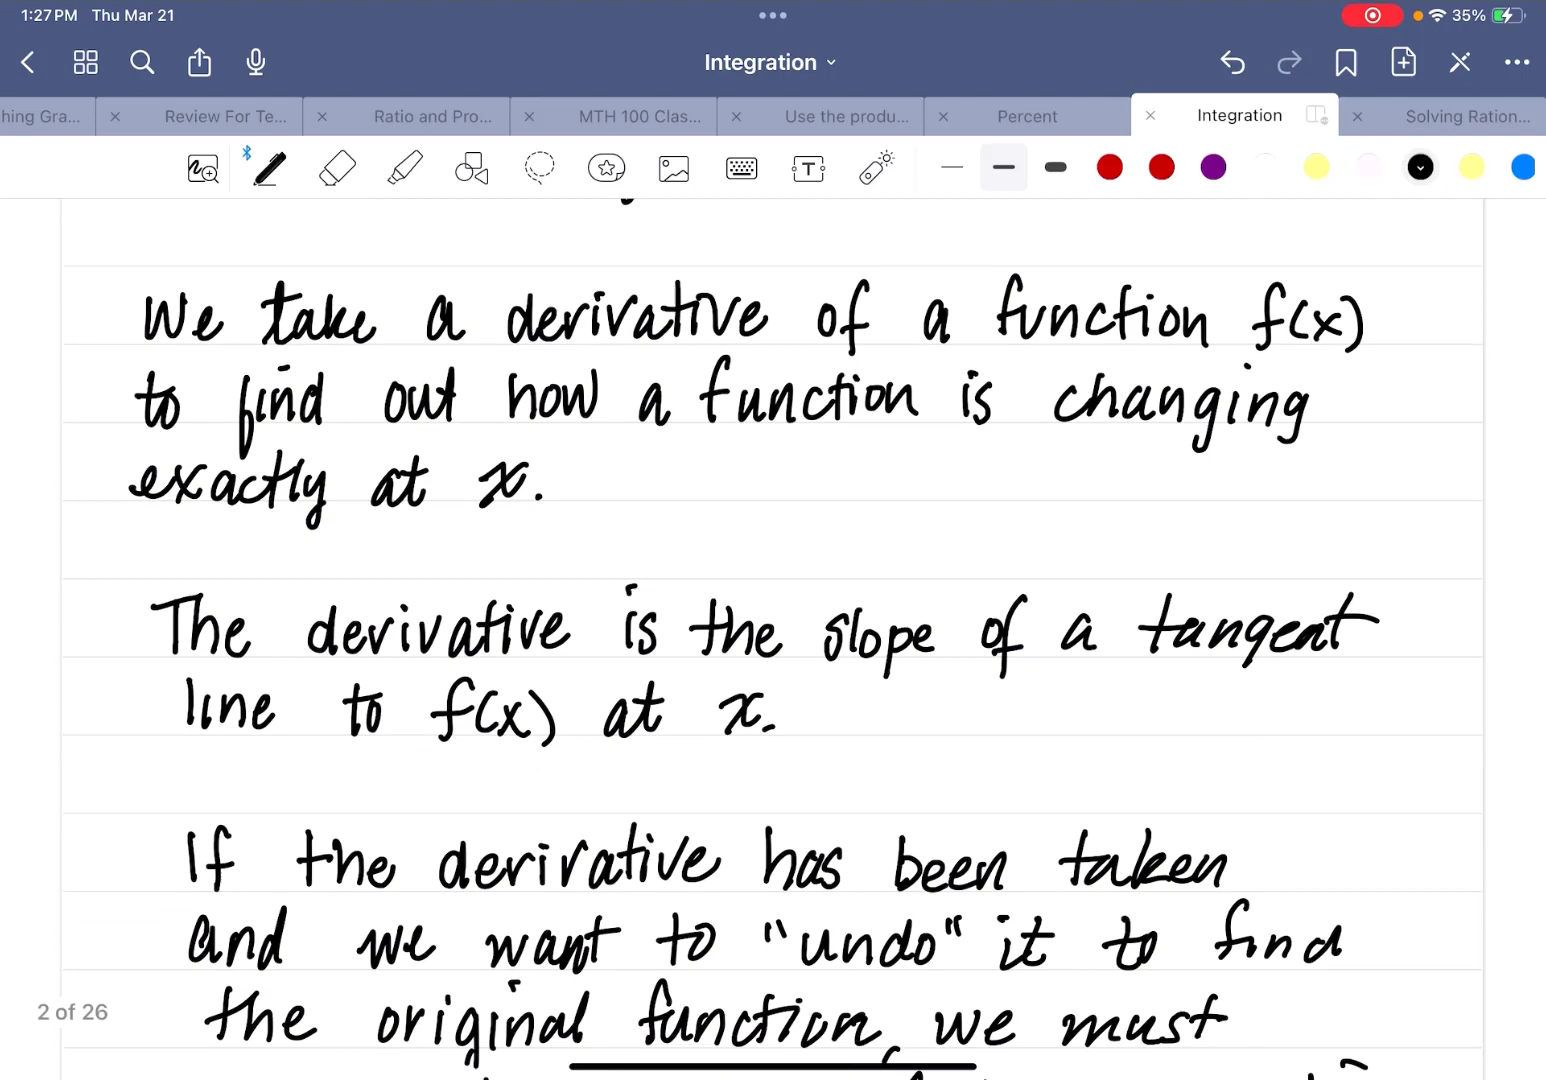 1:27 PM Thu Mar 21
35%
Integration
hing Gra...
Review For Te...
Ratio and Pro...
MTH 100 Clas...
Use the produ...
Percent
Integration
Solving Ration...
T
We take a derivative of a function f(x)
to find out how a function is changing
exactly at x.
The derivative is the slope of a tangent
line to f(x) at x.
If the derivative has been taken
and we want to "undo" it to find
the original function, we must
2 of 26